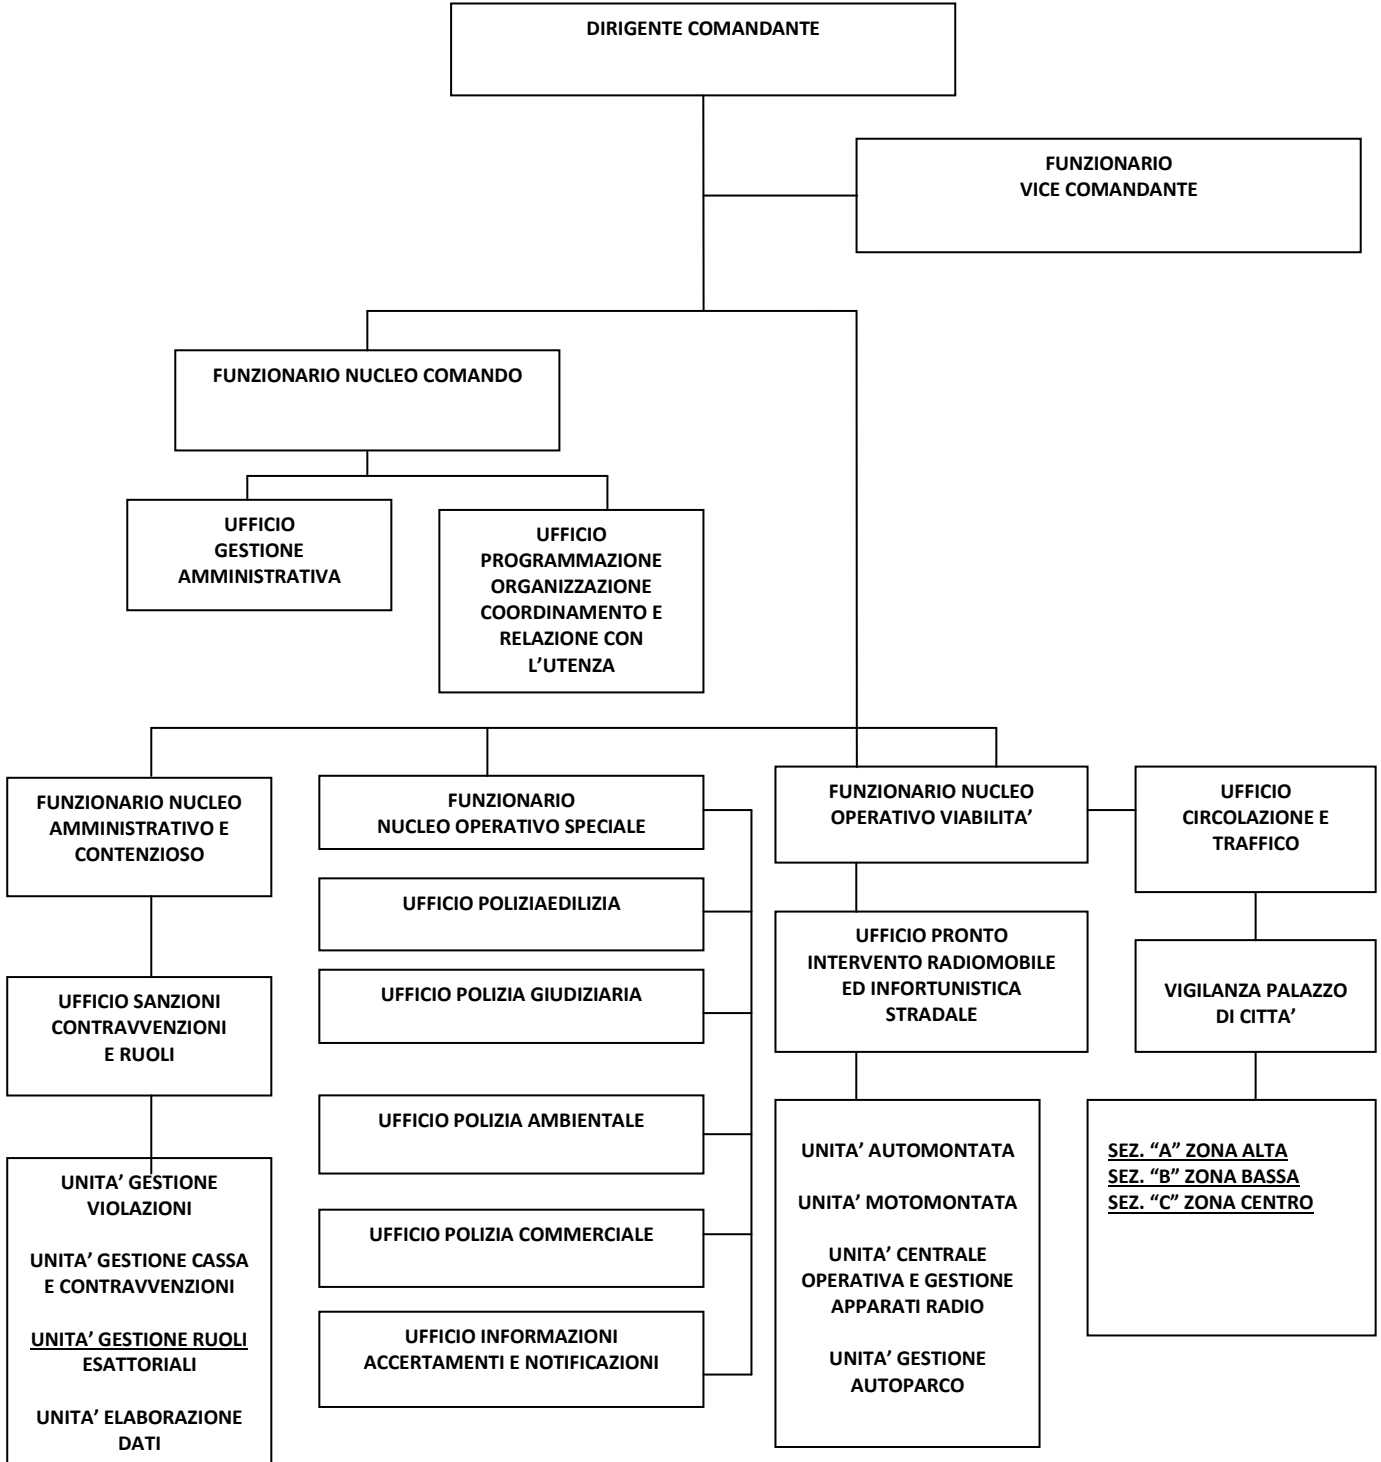 DIRIGENTE COMANDANTE
FUNZIONARIO
VICE COMANDANTE
FUNZIONARIO NUCLEO COMANDO
UFFICIO
GESTIONE
AMMINISTRATIVA
UFFICIO
PROGRAMMAZIONE
ORGANIZZAZIONE
COORDINAMENTO E
RELAZIONE CON
L’UTENZA
FUNZIONARIO NUCLEO
AMMINISTRATIVO E
CONTENZIOSO
UFFICIO SANZIONI
CONTRAVVENZIONI
E RUOLI
UNITA’ GESTIONE
VIOLAZIONI
UNITA’ GESTIONE CASSA
E CONTRAVVENZIONI
UNITA’ GESTIONE RUOLI
ESATTORIALI
UNITA’ ELABORAZIONE
DATI
FUNZIONARIO
NUCLEO OPERATIVO SPECIALE
UFFICIO POLIZIAEDILIZIA
UFFICIO POLIZIA GIUDIZIARIA
UFFICIO POLIZIA AMBIENTALE
UFFICIO POLIZIA COMMERCIALE
UFFICIO INFORMAZIONI
ACCERTAMENTI E NOTIFICAZIONI
FUNZIONARIO NUCLEO
OPERATIVO VIABILITA’
UFFICIO PRONTO
INTERVENTO RADIOMOBILE
ED INFORTUNISTICA
STRADALE
UNITA’ AUTOMONTATA
UNITA’ MOTOMONTATA
UNITA’ CENTRALE
OPERATIVA E GESTIONE
APPARATI RADIO
UNITA’ GESTIONE
AUTOPARCO
UFFICIO
CIRCOLAZIONE E
TRAFFICO
VIGILANZA PALAZZO
DI CITTA’
SEZ. “A” ZONA ALTA
SEZ. “B” ZONA BASSA
SEZ. “C” ZONA CENTRO